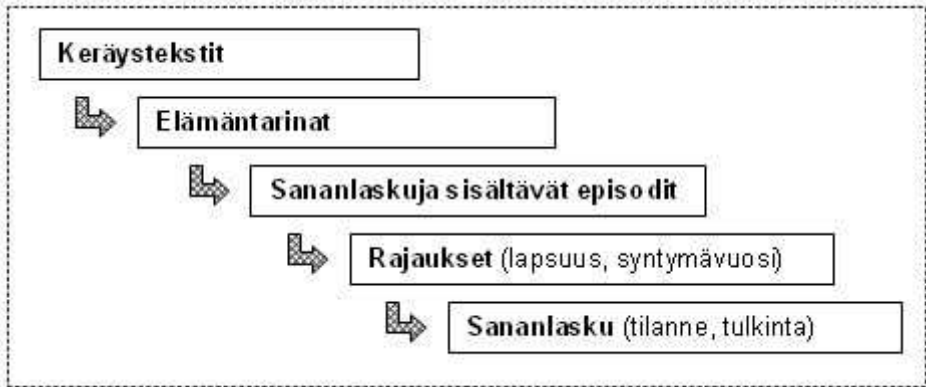 Keräystekstit
Elämäntarinat
Sananlaskuja sisältävät episodit
Rajaukset (lapsuus, syntymävuosi)
Sananlasku (tilanne, tulkinta)